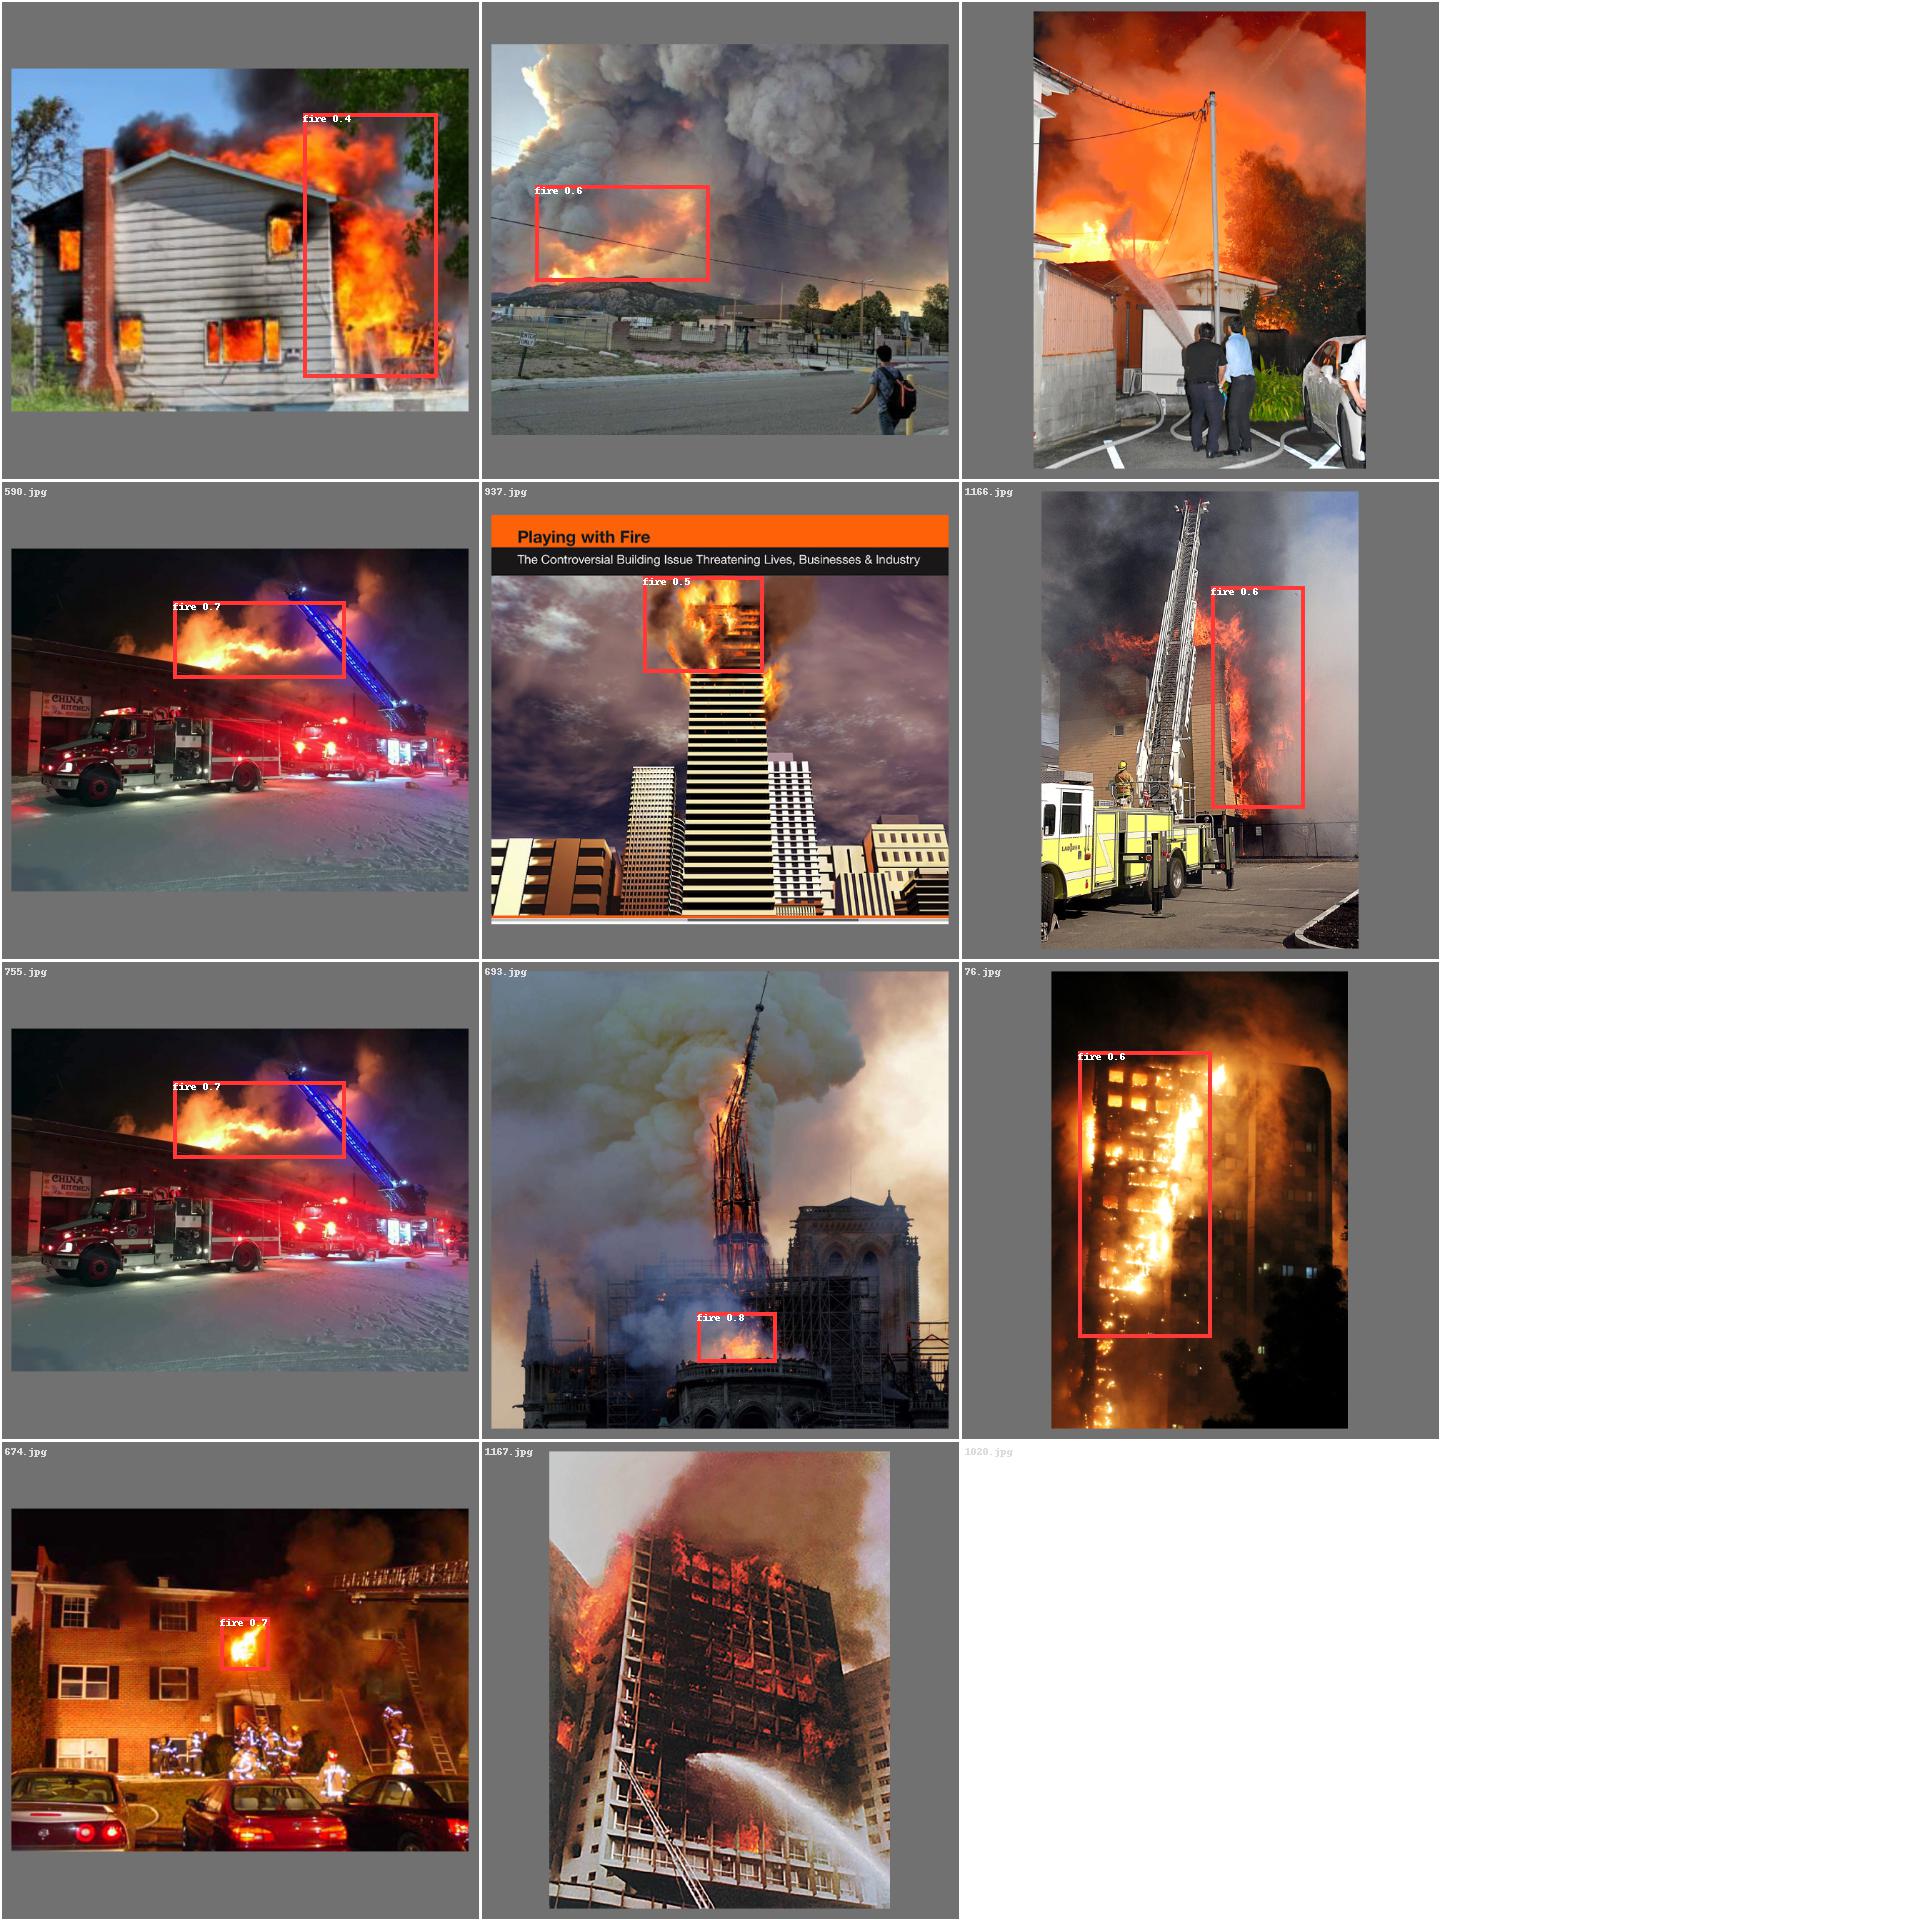 fire 0.4
fire 0.6
590.jpg
937.jpg
1166.jpg
fire 0.7
CHINA
KITCHEN
Playing with Fire
The Controversial Building Issue Threatening Lives, Businesses & Industry
fire 0.5
fire 0.6
LADDER
755.jpg
693.jpg
76.jpg
fire 0.7
CHINA
KITCHEN
fire 0.8
fire 0.6
674.jpg
1167.jpg
1020.jpg
fire 0.7